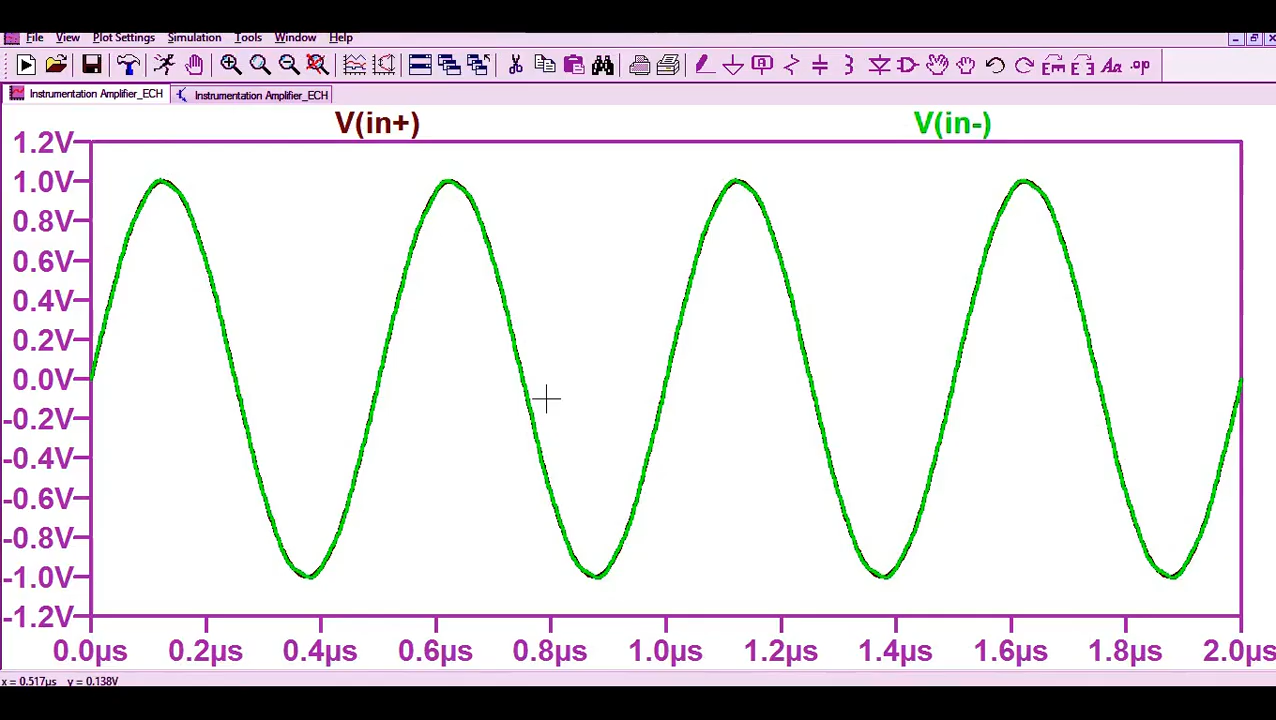 File View Plot Settings Simulation Tools Window Help
Aa .op
Instrumentation Amplifier_ECH Instrumentation Amplifier_ECH
V(in+) V(in-)
1.2V
1.0V
0.8V
0.6V
0.4V
0.2V
0.0V
-0.2V
-0.4V
-0.6V
-0.8V
-1.0V
-1.2V
0.0µs 0.2µs 0.4µs 0.6µs 0.8µs 1.0µs 1.2µs 1.4µs 1.6µs 1.8µs 2.0µs
x = 0.517µs y = 0.138V